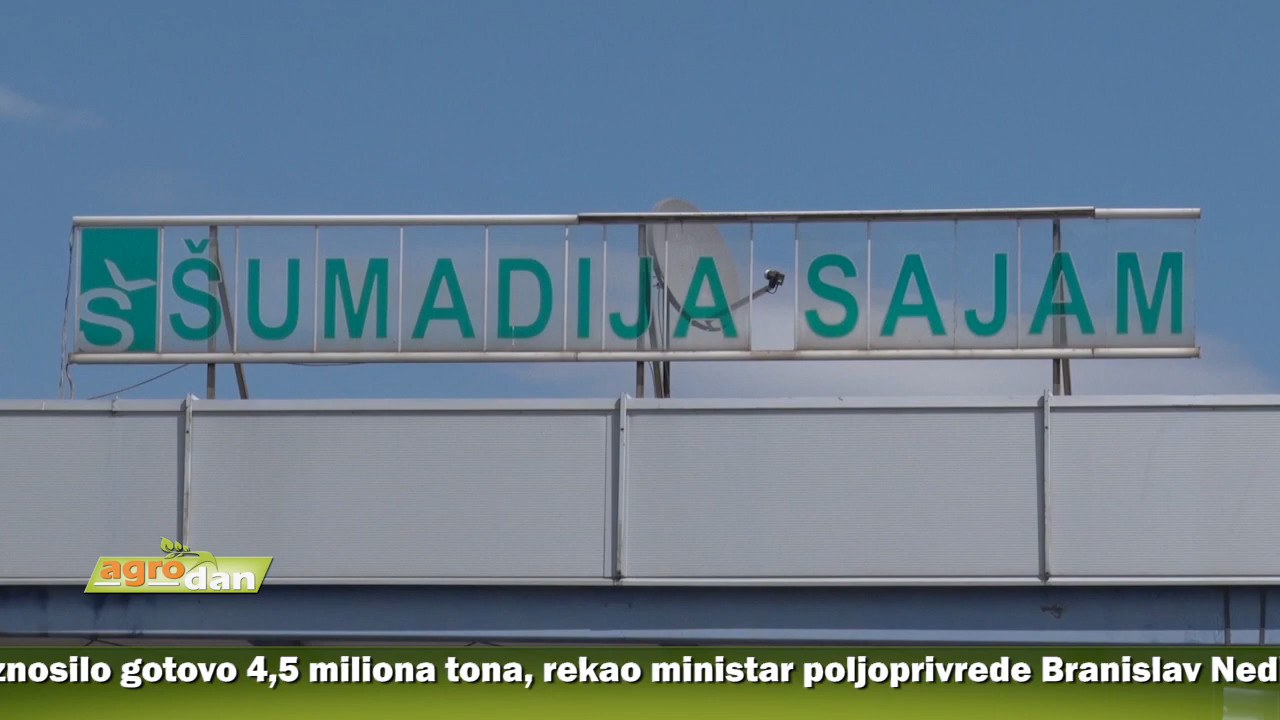 Š ŠUMADIJA SAJAM
agro
dan
znosilo gotovo 4,5 miliona tona, rekao ministar poljoprivrede Branislav Ned